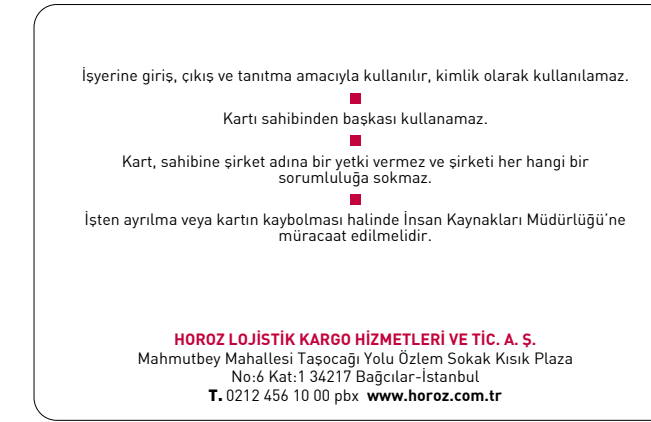 İşyerine giriş, çıkış ve tanıtma amacıyla kullanılır, kimlik olarak kullanılamaz.
Kartı sahibinden başkası kullanamaz.
Kart, sahibine şirket adına bir yetki vermez ve şirketi her hangi bir
sorumluluğa sokmaz.
İşten ayrılma veya kartın kaybolması halinde İnsan Kaynakları Müdürlüğü'ne
müracaat edilmelidir.
HOROZ LOJİSTİK KARGO HİZMETLERİ VE TİC. A. Ş.
Mahmutbey Mahallesi Taşocağı Yolu Özlem Sokak Kısık Plaza
No:6 Kat:1 34217 Bağcılar-İstanbul
T. 0212 456 10 00 pbx www.horoz.com.tr